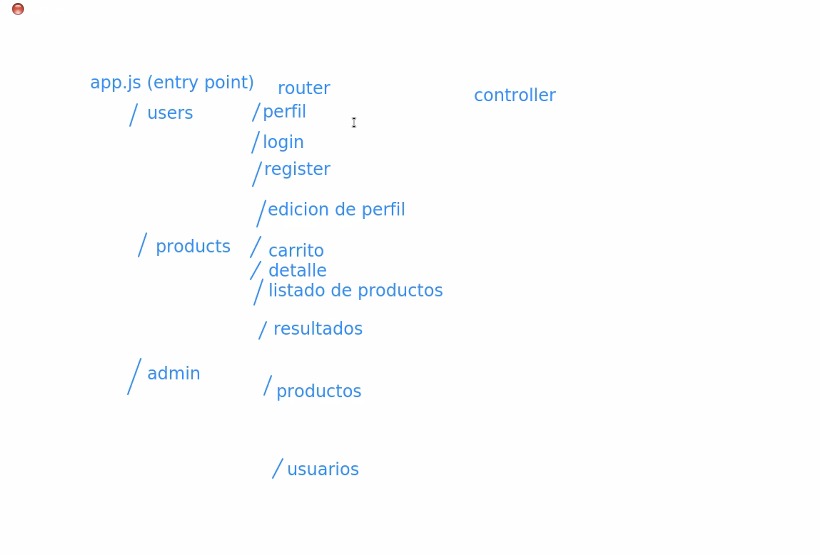 app.js (entry point) router controller
/ users /perfil
/login
/register
/edicion de perfil
/ products / carrito
/ detalle
/ listado de productos
/ resultados
/ admin / productos
/ usuarios